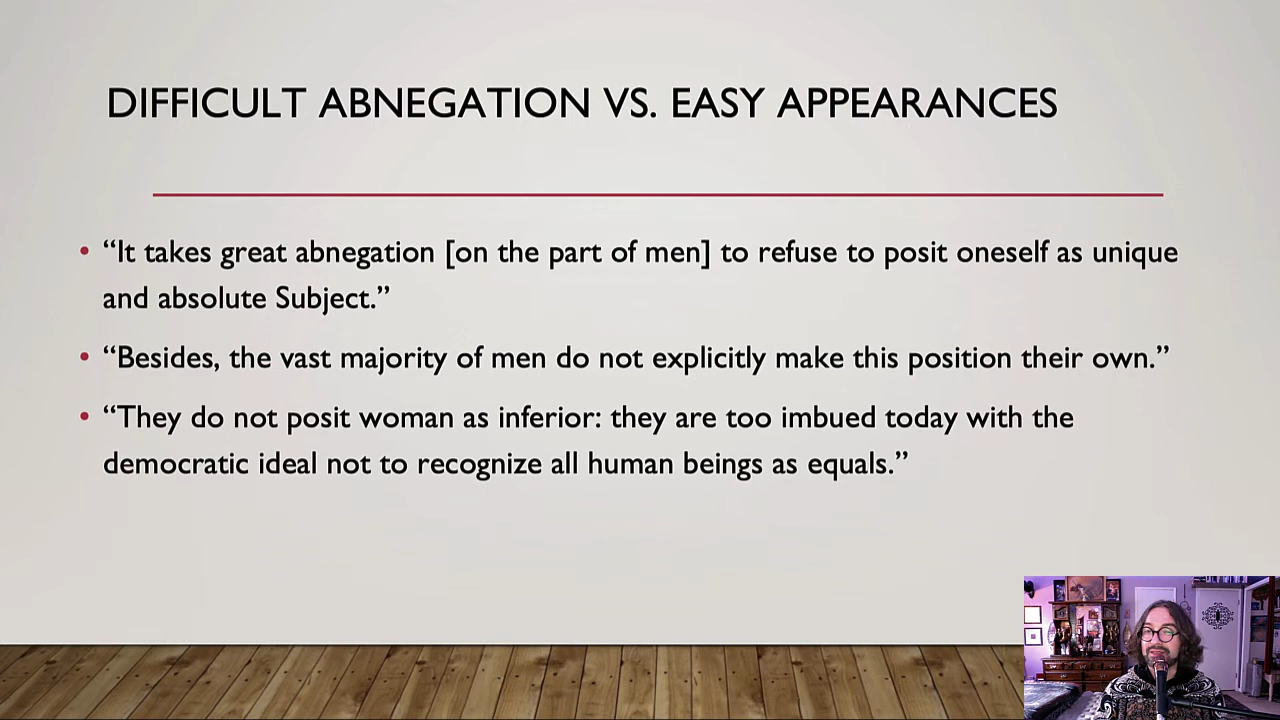 DIFFICULT ABNEGATION VS. EASY APPEARANCES
• “It takes great abnegation [on the part of men] to refuse to posit oneself as unique
and absolute Subject.”
• “Besides, the vast majority of men do not explicitly make this position their own.”
• “They do not posit woman as inferior: they are too imbued today with the
democratic ideal not to recognize all human beings as equals.”